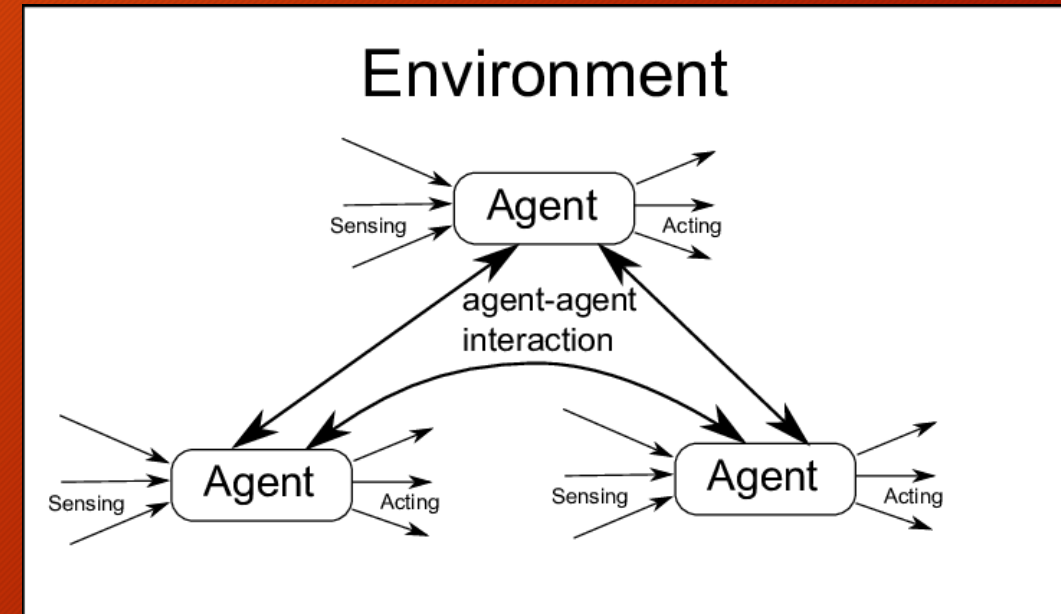 Environment
Agent
Sensing
Acting
agent-agent
interaction
Agent
Sensing
Acting
Agent
Sensing
Acting